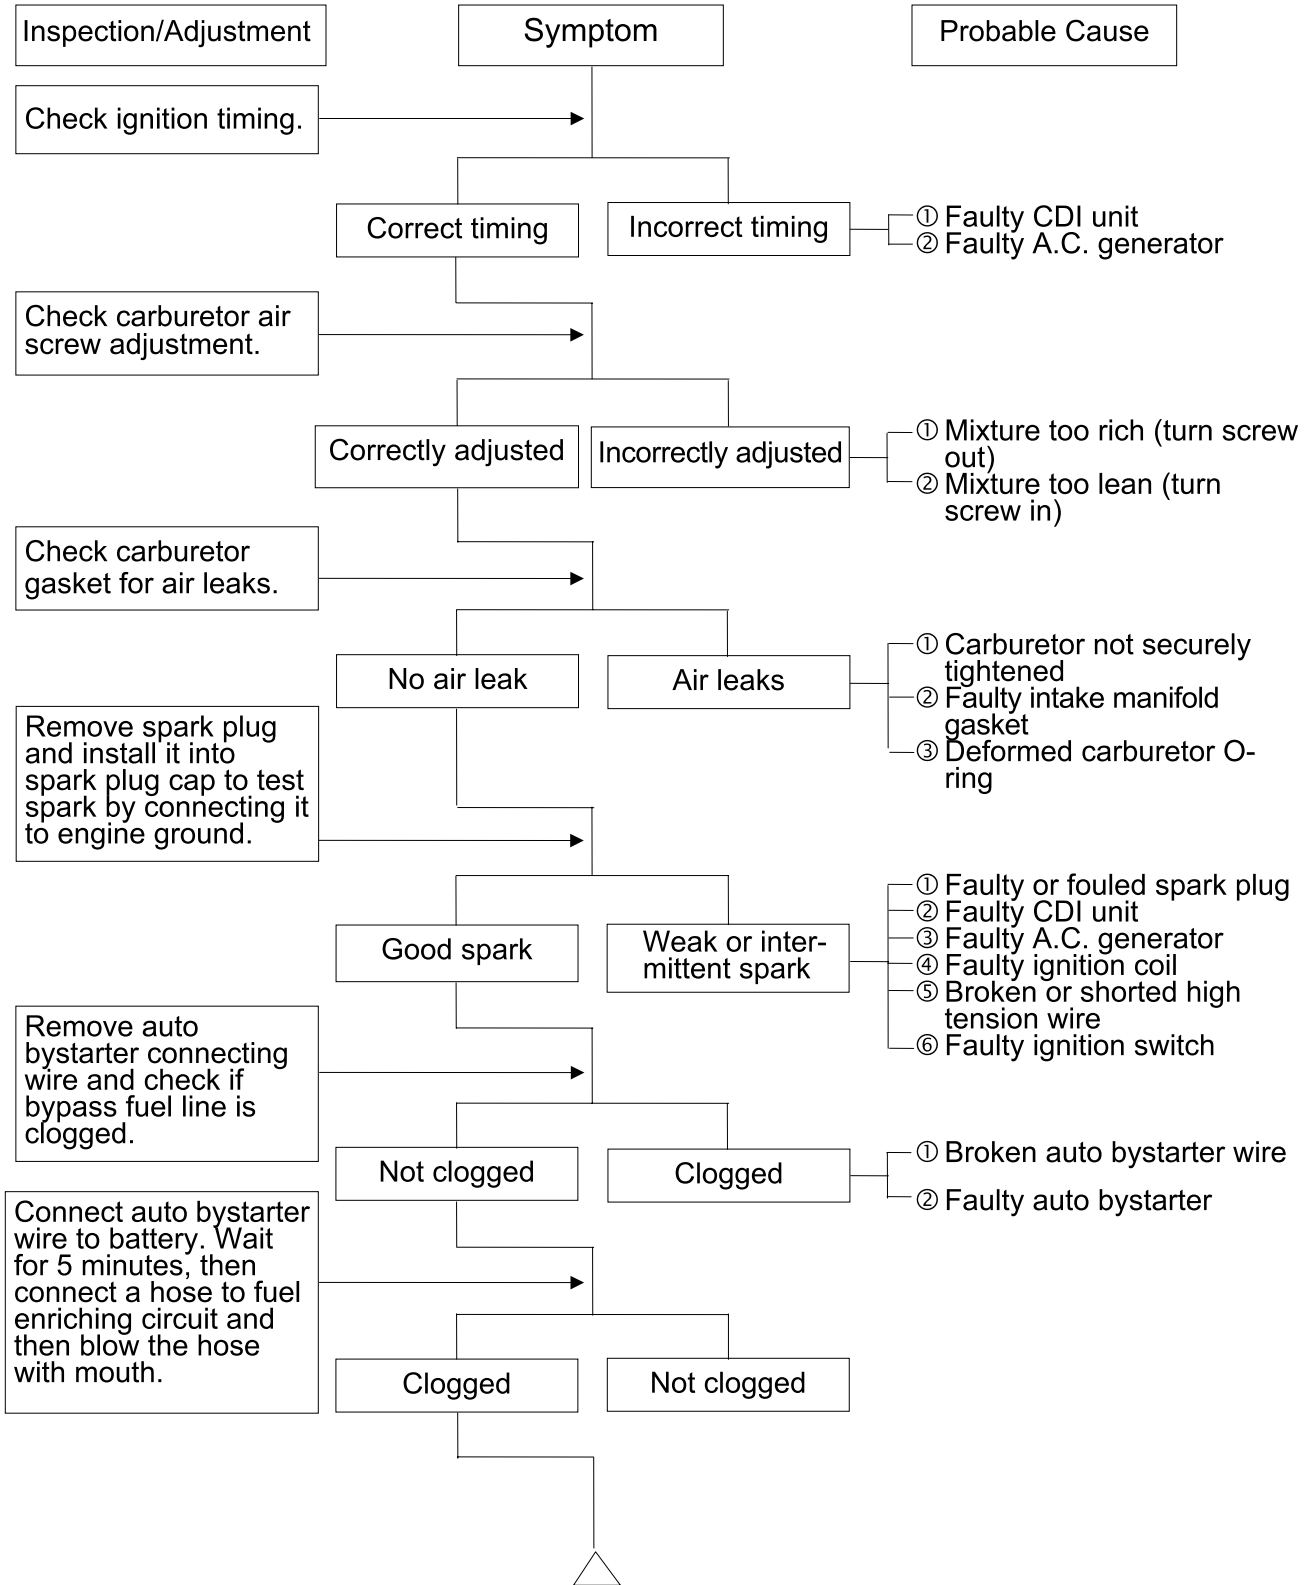 Inspection/Adjustment
Symptom
Probable Cause
Check ignition timing.
Correct timing
Incorrect timing
① Faulty CDI unit
② Faulty A.C. generator
Check carburetor air
screw adjustment.
Correctly adjusted
Incorrectly adjusted
① Mixture too rich (turn screw
out)
② Mixture too lean (turn
screw in)
Check carburetor
gasket for air leaks.
No air leak
Air leaks
① Carburetor not securely
tightened
② Faulty intake manifold
gasket
③ Deformed carburetor O-
ring
Remove spark plug
and install it into
spark plug cap to test
spark by connecting it
to engine ground.
Good spark
Weak or inter-
mittent spark
① Faulty or fouled spark plug
② Faulty CDI unit
③ Faulty A.C. generator
④ Faulty ignition coil
⑤ Broken or shorted high
tension wire
⑥ Faulty ignition switch
Remove auto
bystarter connecting
wire and check if
bypass fuel line is
clogged.
Not clogged
Clogged
① Broken auto bystarter wire
② Faulty auto bystarter
Connect auto bystarter
wire to battery. Wait
for 5 minutes, then
connect a hose to fuel
enriching circuit and
then blow the hose
with mouth.
Clogged
Not clogged